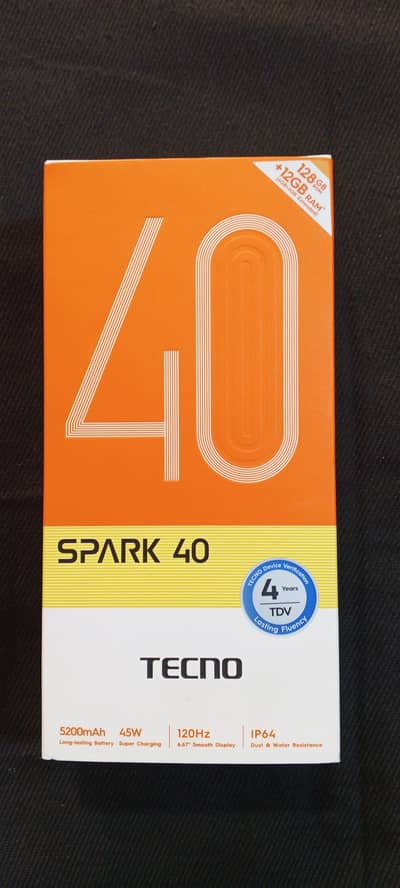 128GB ROM
+12GB RAM*
40
SPARK 40
TECNO Device Verification
4 Years
TDV
Lasting Fluency
TECNO
5200mAh 45W 120Hz IP64
Long-lasting Battery Super Charging 6.67" Smooth Display Dust & Water Resistance